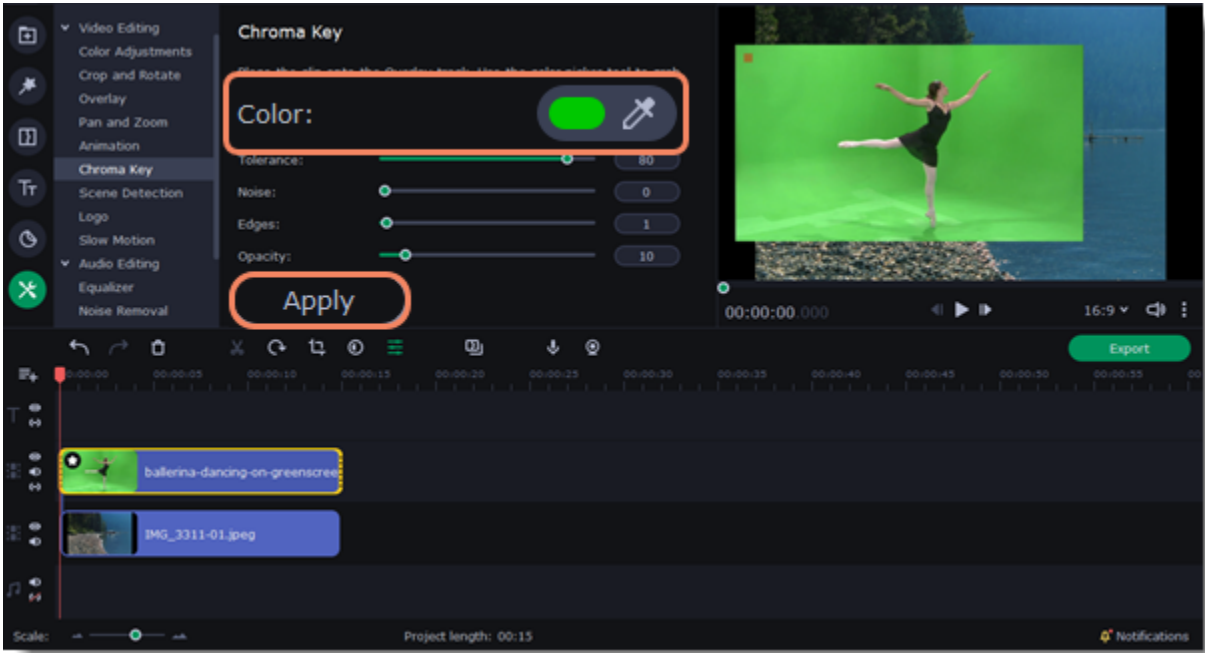 Video Editing
Color Adjustments
Crop and Rotate
Overlay
Pan and Zoom
Animation
Chroma Key
Scene Detection
Logo
Slow Motion
Audio Editing
Equalizer
Noise Removal
Chroma Key
Color:
Tolerance: 80
Noise: 0
Edges: 1
Opacity: 10
Apply
00:00:00.000
16:9
Export
00:00:05 00:00:10 00:00:15 00:00:20 00:00:25 00:00:30 00:00:35 00:00:40 00:00:45 00:00:50 00:00:55
ballerina-dancing-on-greenscree
IMG_3311-01.jpeg
Scale:
Project length: 00:15
Notifications